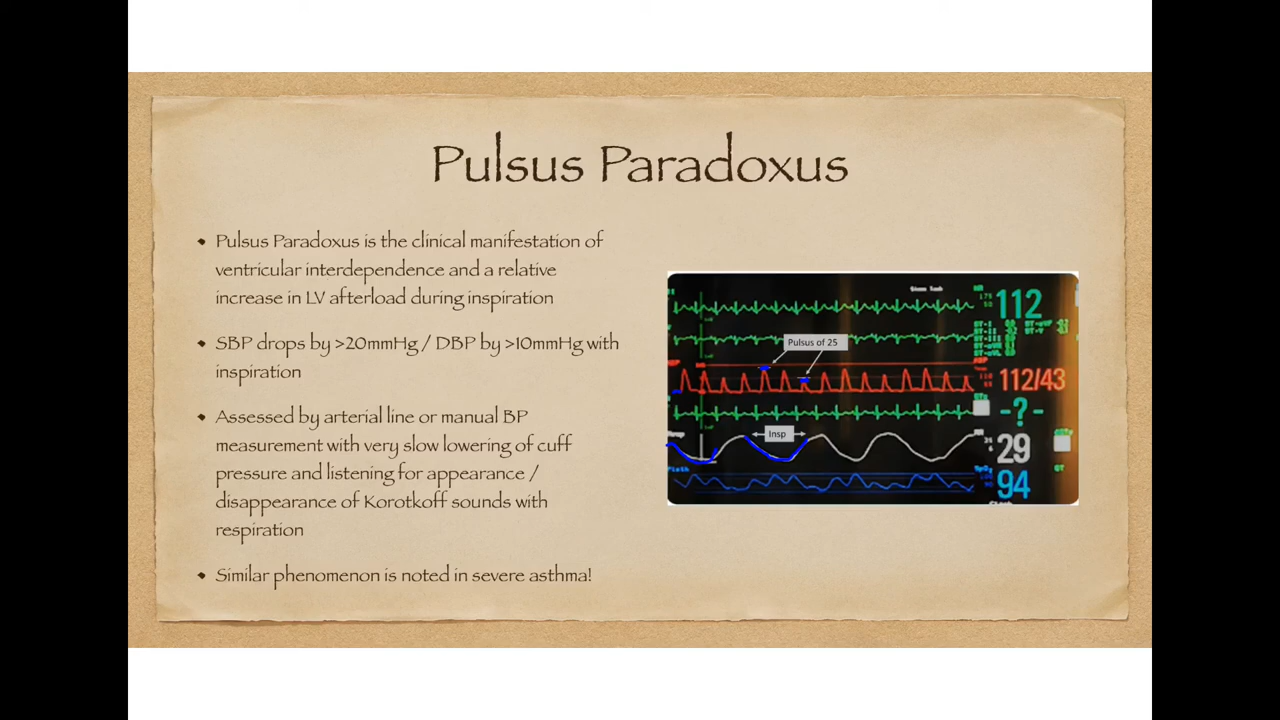 Pulsus Paradoxus
• Pulsus Paradoxus is the clinical manifestation of
ventricular interdependence and a relative
increase in LV afterload during inspiration
• SBP drops by >20mmHg / DBP by >10mmHg with
inspiration
• Assessed by arterial line or manual BP
measurement with very slow lowering of cuff
pressure and listening for appearance /
disappearance of Korotkoff sounds with
respiration
• Similar phenomenon is noted in severe asthma!
112
Pulsus of 25
112/43
-?-
Insp
29
Pleth
94